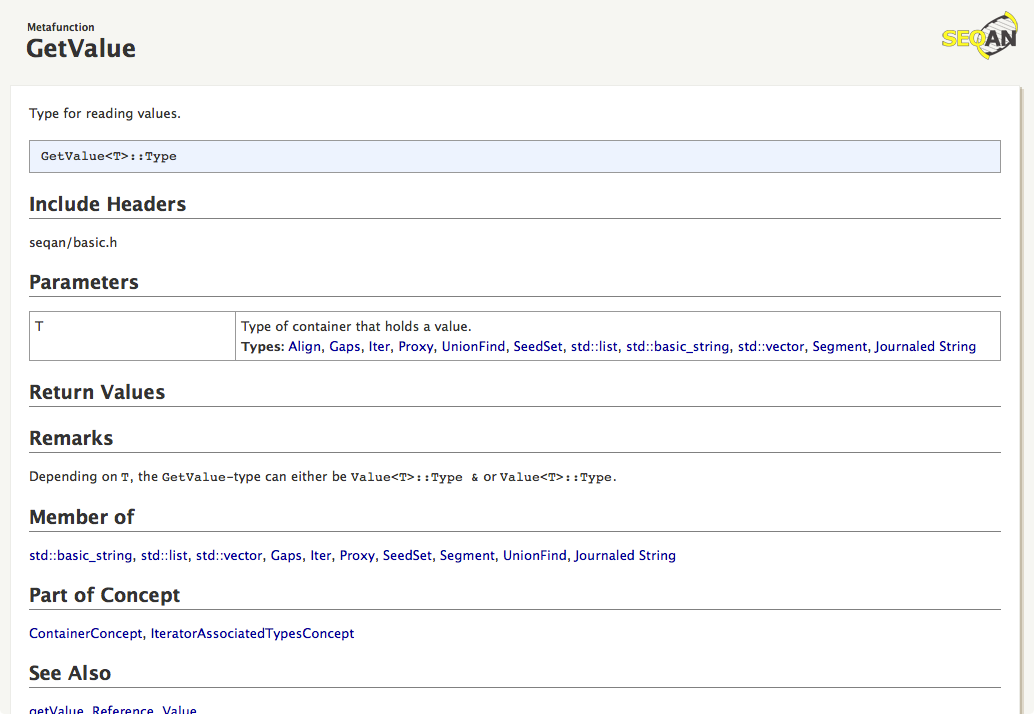 Metafunction
GetValue
SEQAN
Type for reading values.
GetValue<T>::Type
Include Headers
seqan/basic.h
Parameters
T
Type of container that holds a value.
Types: Align, Gaps, Iter, Proxy, UnionFind, SeedSet, std::list, std::basic_string, std::vector, Segment, Journaled String
Return Values
Remarks
Depending on T, the GetValue-type can either be Value<T>::Type & or Value<T>::Type.
Member of
std::basic_string, std::list, std::vector, Gaps, Iter, Proxy, SeedSet, Segment, UnionFind, Journaled String
Part of Concept
ContainerConcept, IteratorAssociatedTypesConcept
See Also
getValue, Reference, Value